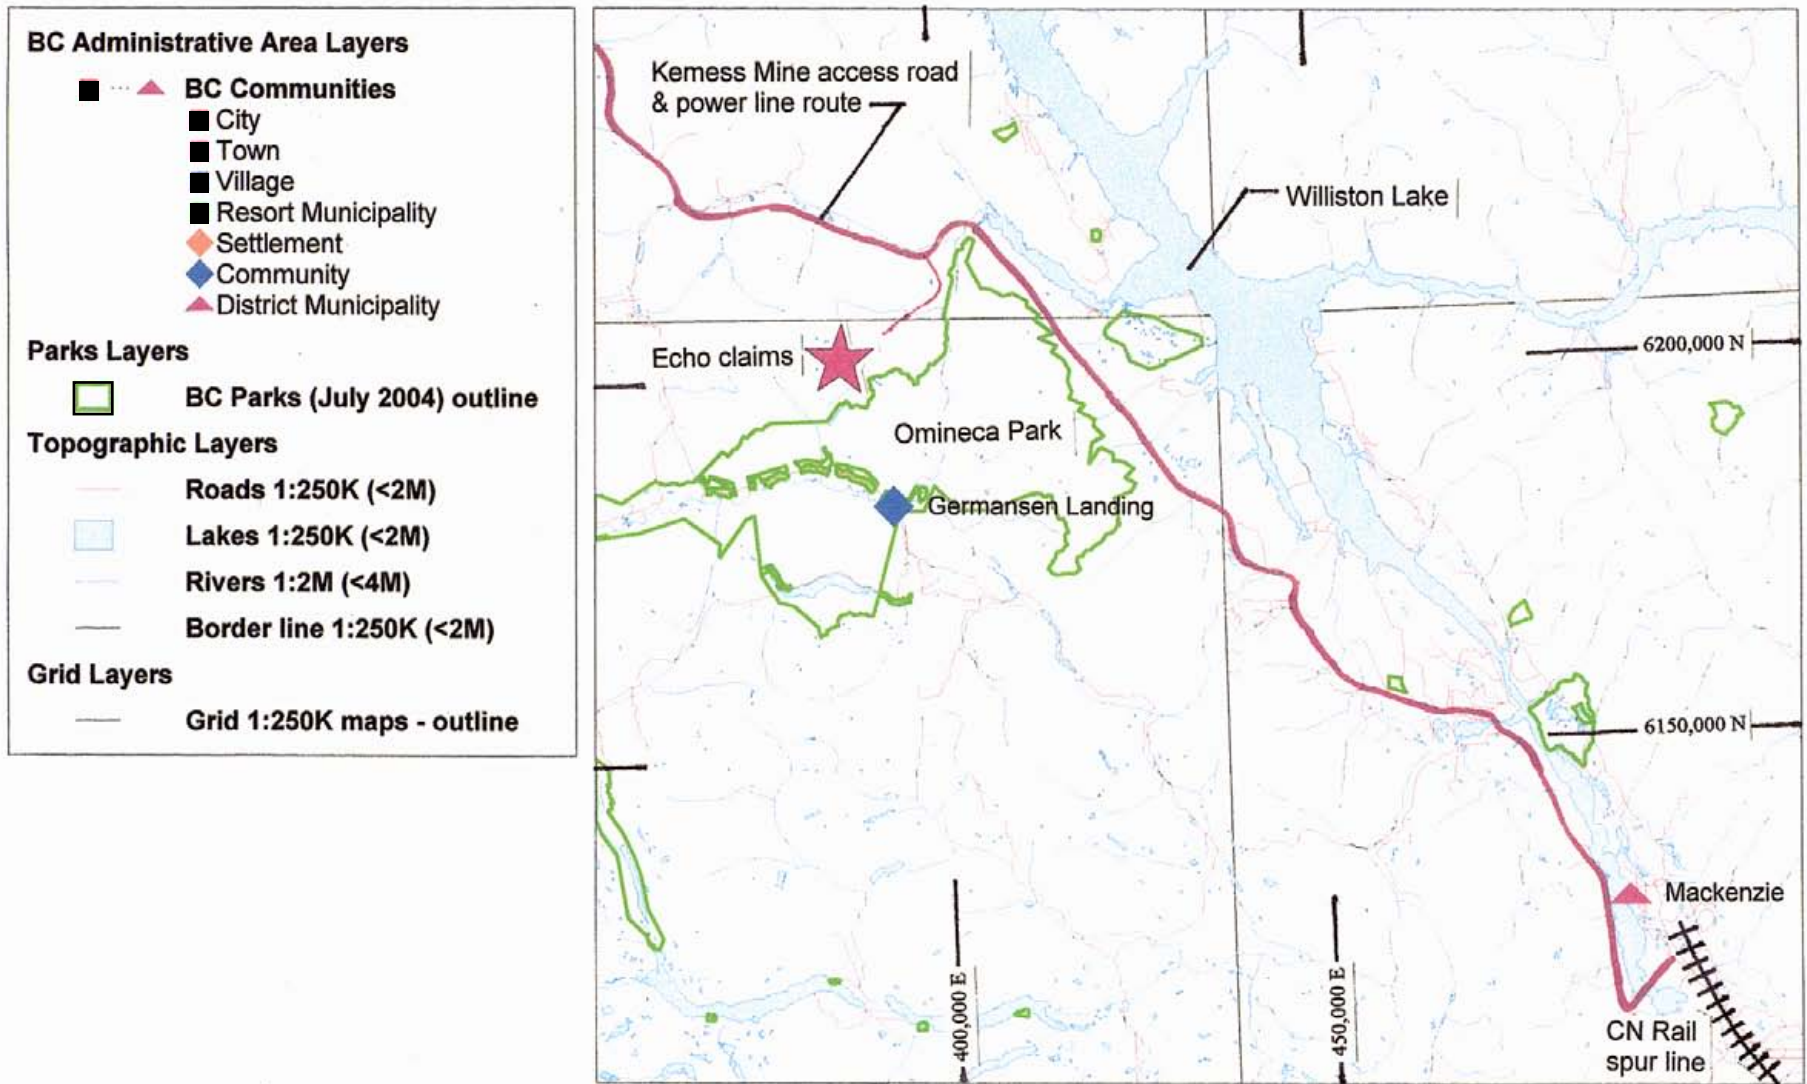 BC Administrative Area Layers
BC Communities
City
Town
Village
Resort Municipality
Settlement
Community
District Municipality
Parks Layers
BC Parks (July 2004) outline
Topographic Layers
Roads 1:250K (<2M)
Lakes 1:250K (<2M)
Rivers 1:2M (<4M)
Border line 1:250K (<2M)
Grid Layers
Grid 1:250K maps - outline
Kemess Mine access road
& power line route
Williston Lake
6200,000 N
Echo claims
Omineca Park
Germansen Landing
6150,000 N
Mackenzie
400,000 E
450,000 E
CN Rail
spur line